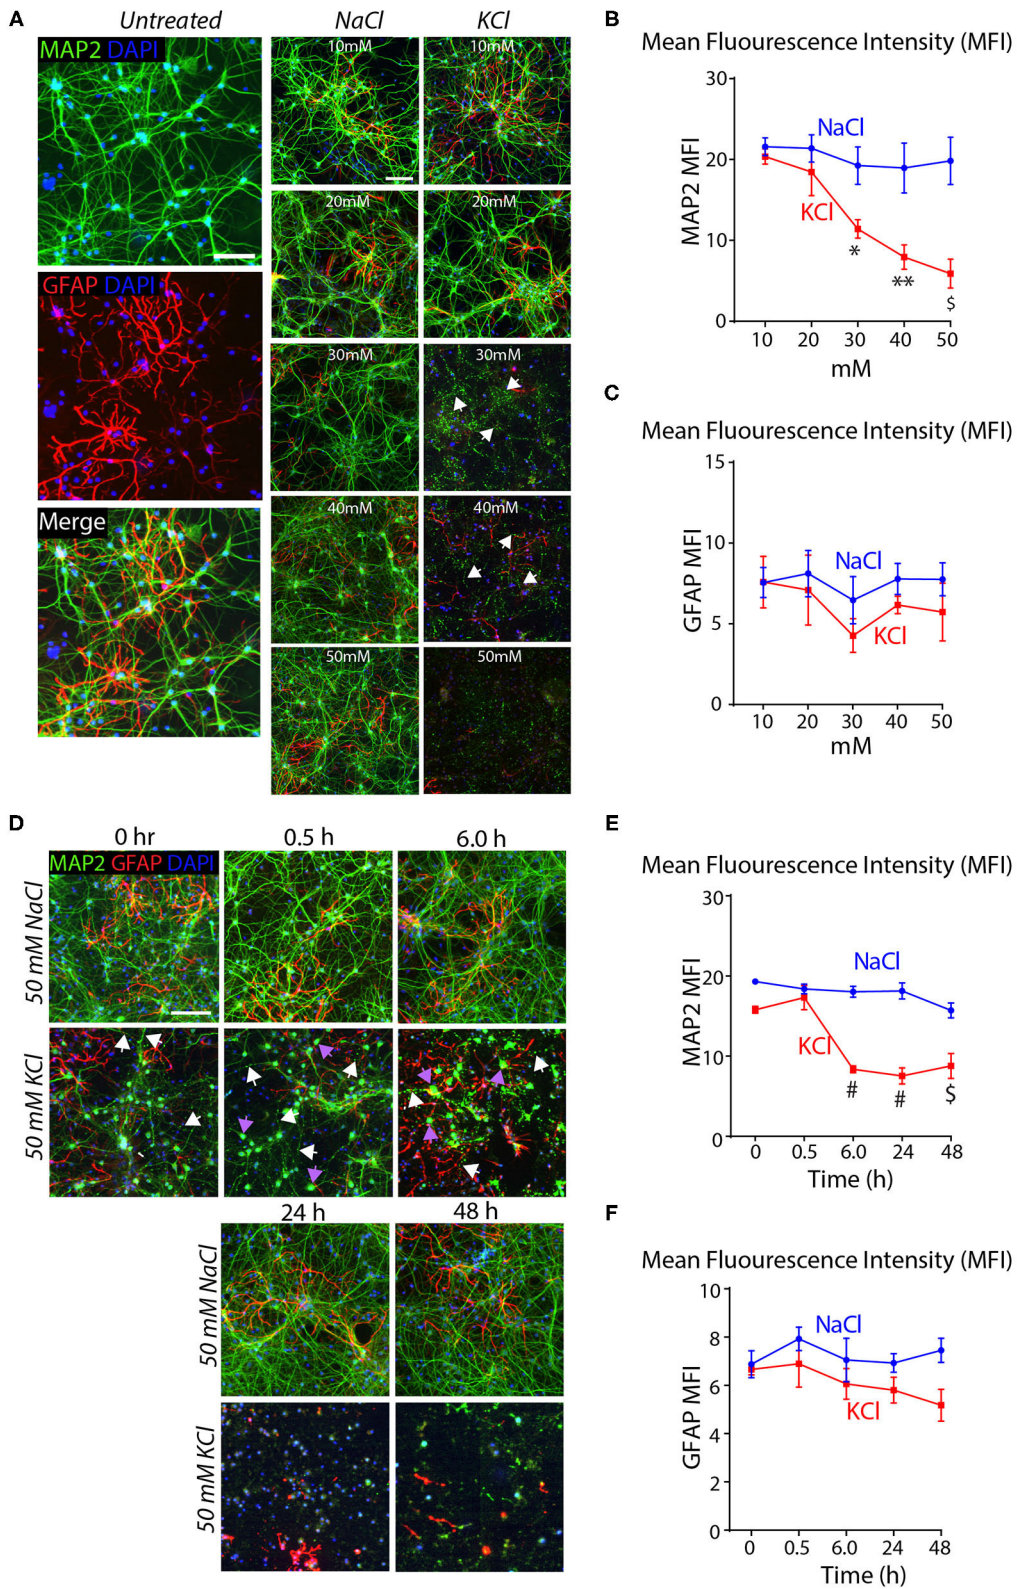 A
Untreated
NaCl
KCl
MAP2 DAPI
GFAP DAPI
Merge
10mM
10mM
20mM
20mM
30mM
30mM
40mM
40mM
50mM
50mM
B
Mean Fluourescence Intensity (MFI)
MAP2 MFI
30
20
10
0
NaCl
KCl
*
**
$
10 20 30 40 50
mM
C
Mean Fluourescence Intensity (MFI)
GFAP MFI
15
10
5
0
NaCl
KCl
10 20 30 40 50
mM
D
0 hr
0.5 h
6.0 h
MAP2 GFAP DAPI
50 mM NaCl
50 mM KCl
24 h
48 h
50 mM NaCl
50 mM KCl
E
Mean Fluourescence Intensity (MFI)
MAP2 MFI
30
20
10
0
NaCl
KCl
#
#
$
0 0.5 6.0 24 48
Time (h)
F
Mean Fluourescence Intensity (MFI)
GFAP MFI
10
8
6
4
2
0
NaCl
KCl
0 0.5 6.0 24 48
Time (h)